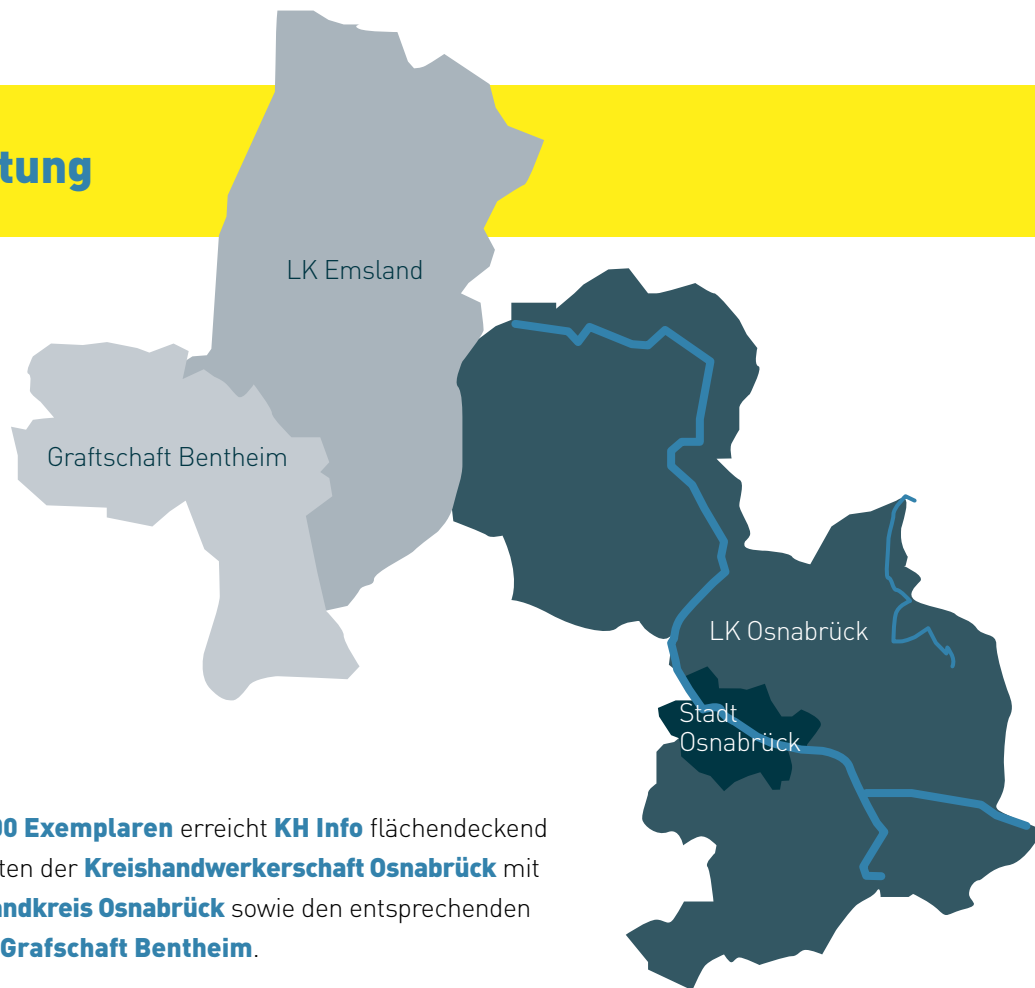 tung
LK Emsland
Graftschaft Bentheim
LK Osnabrück
Stadt
Osnabrück
00 Exemplaren erreicht KH Info flächendeckend
ten der Kreishandwerkerschaft Osnabrück mit
andkreis Osnabrück sowie den entsprechenden
Grafschaft Bentheim.